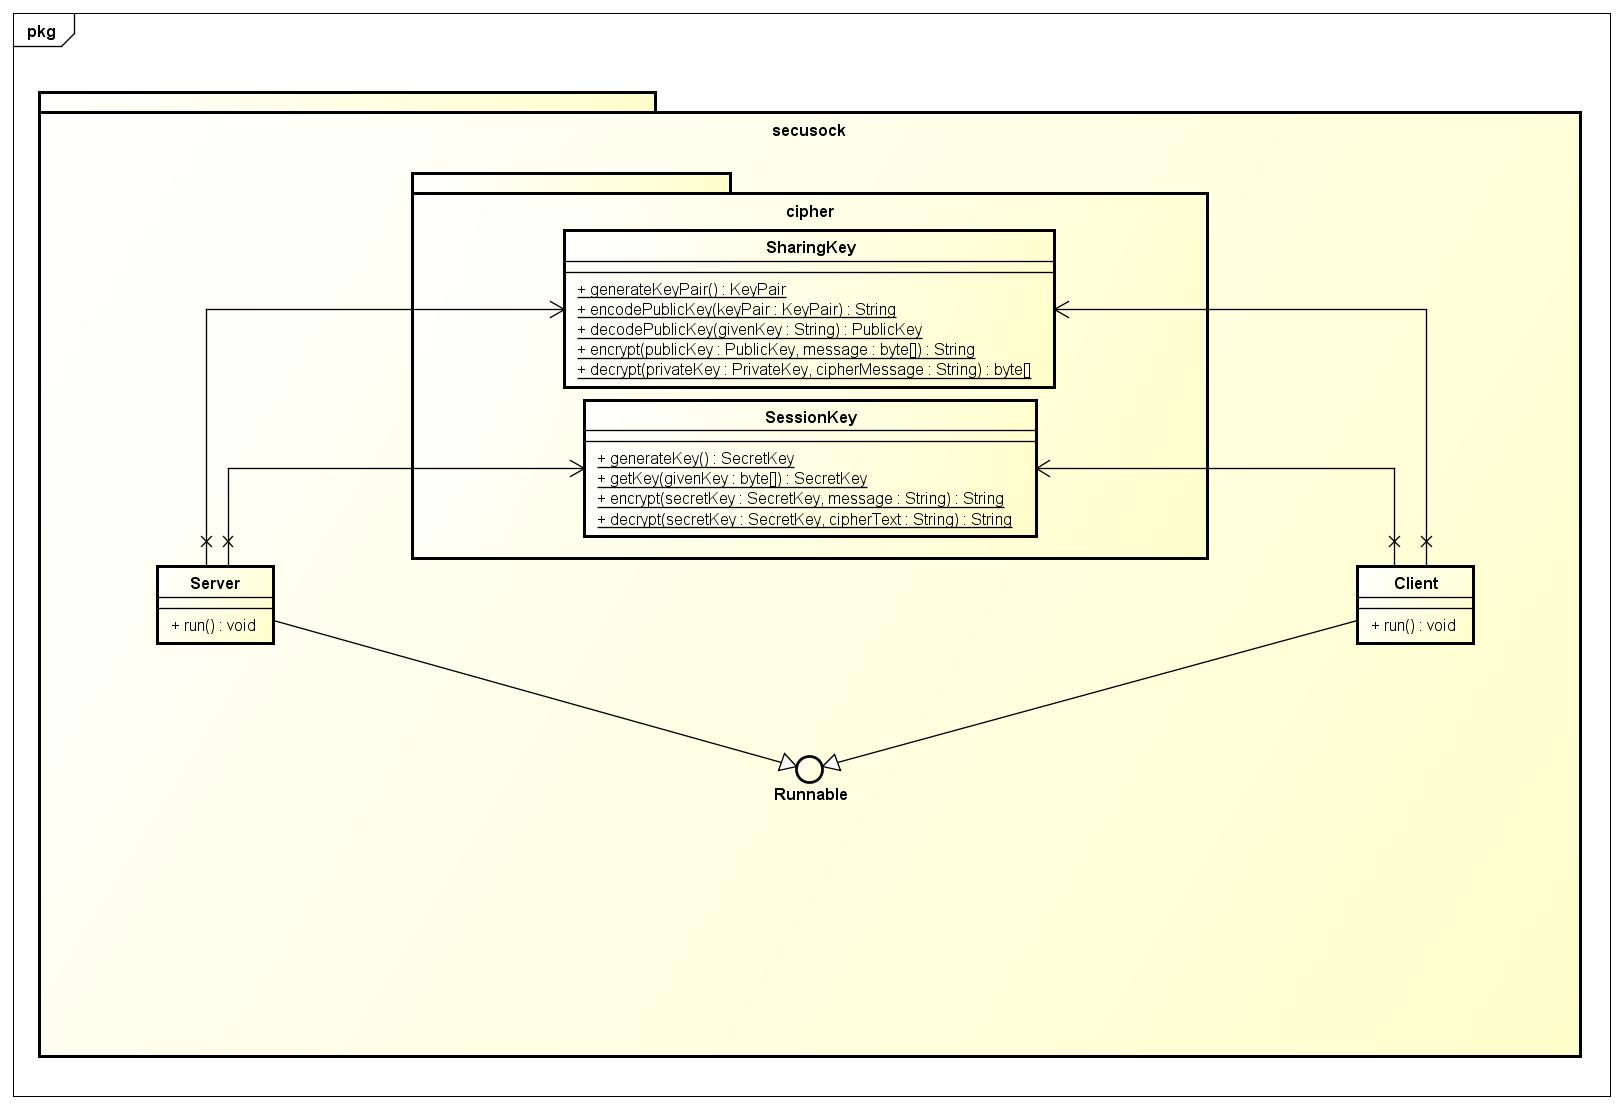 pkg
secusock
cipher
SharingKey
+ generateKeyPair() : KeyPair
+ encodePublicKey(keyPair : KeyPair) : String
+ decodePublicKey(givenKey : String) : PublicKey
+ encrypt(publicKey : PublicKey, message : byte[]) : String
+ decrypt(privateKey : PrivateKey, cipherMessage : String) : byte[]
SessionKey
+ generateKey() : SecretKey
+ getKey(givenKey : byte[]) : SecretKey
+ encrypt(secretKey : SecretKey, message : String) : String
+ decrypt(secretKey : SecretKey, cipherText : String) : String
Server
+ run() : void
Client
+ run() : void
Runnable